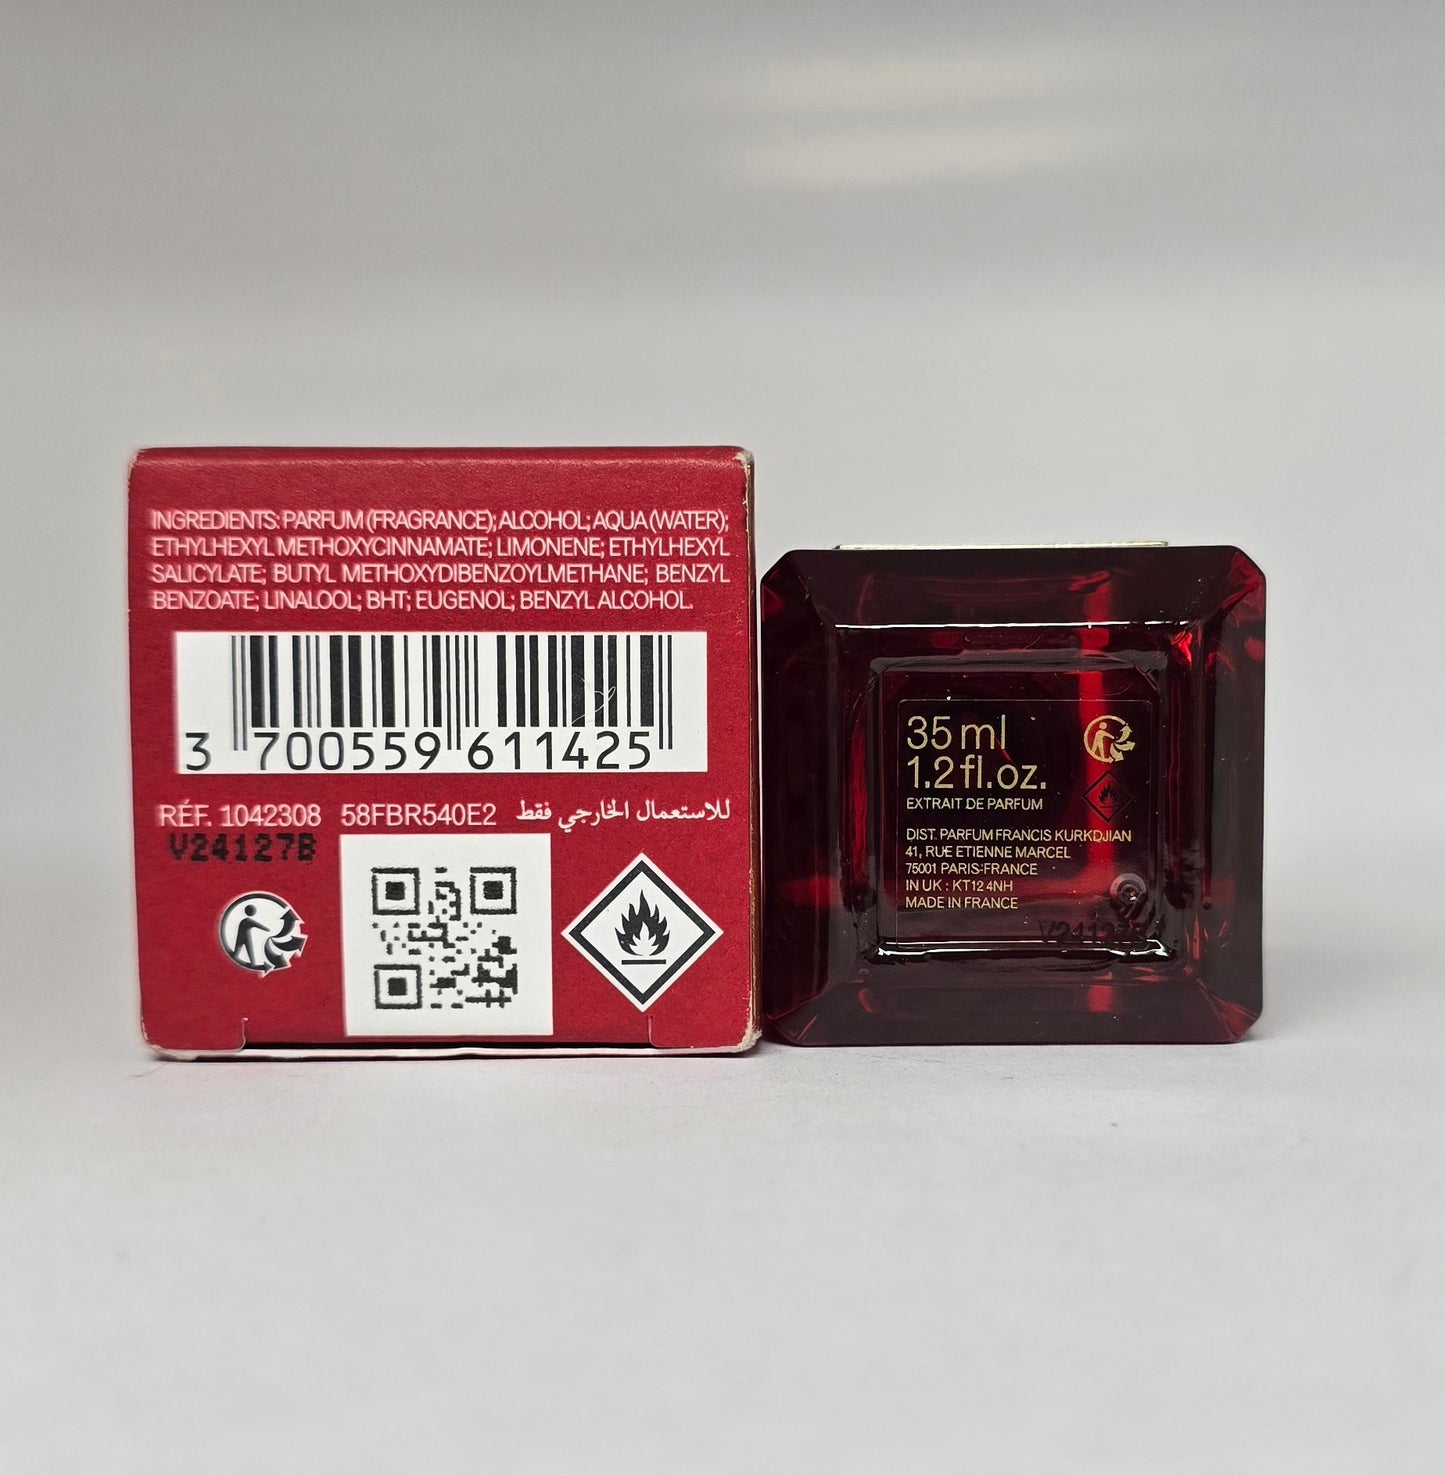 INGREDIENTS: PARFUM (FRAGRANCE); ALCOHOL; AQUA (WATER);
ETHYLHEXYL METHOXYCINNAMATE; LIMONENE; ETHYLHEXYL
SALICYLATE; BUTYL METHOXYDIBENZOYLMETHANE; BENZYL
BENZOATE; LINALOOL; BHT; EUGENOL; BENZYL ALCOHOL.
3 700559 611425
RÉF. 1042308 58FBR540E2 للاستعمال الخارجي فقط
V24127B
35 ml
1.2 fl.oz.
EXTRAIT DE PARFUM
DIST. PARFUM FRANCIS KURKDJIAN
41, RUE ETIENNE MARCEL
75001 PARIS-FRANCE
IN UK : KT12 4NH
MADE IN FRANCE
V24127B